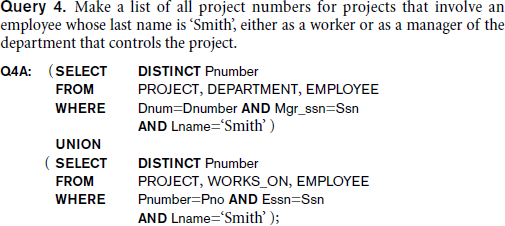 Query 4. Make a list of all project numbers for projects that involve an
employee whose last name is ‘Smith’, either as a worker or as a manager of the
department that controls the project.
Q4A: ( SELECT DISTINCT Pnumber
FROM PROJECT, DEPARTMENT, EMPLOYEE
WHERE Dnum=Dnumber AND Mgr_ssn=Ssn
AND Lname=‘Smith’ )
UNION
( SELECT DISTINCT Pnumber
FROM PROJECT, WORKS_ON, EMPLOYEE
WHERE Pnumber=Pno AND Essn=Ssn
AND Lname=‘Smith’ );